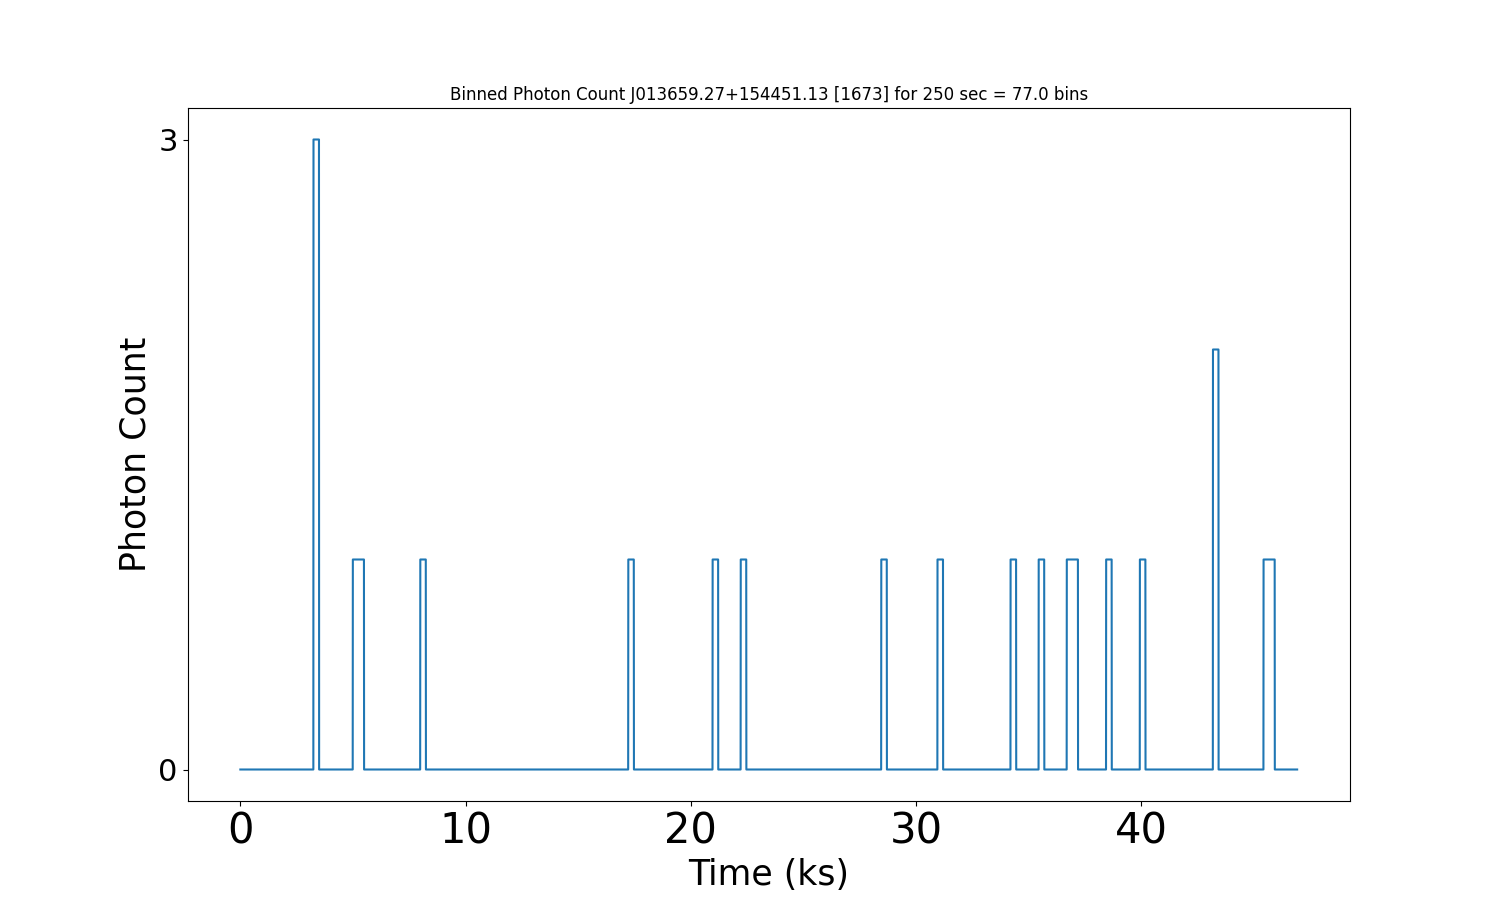 Binned Photon Count J013659.27+154451.13 [1673] for 250 sec = 77.0 bins
3
0
Photon Count
0 10 20 30 40
Time (ks)